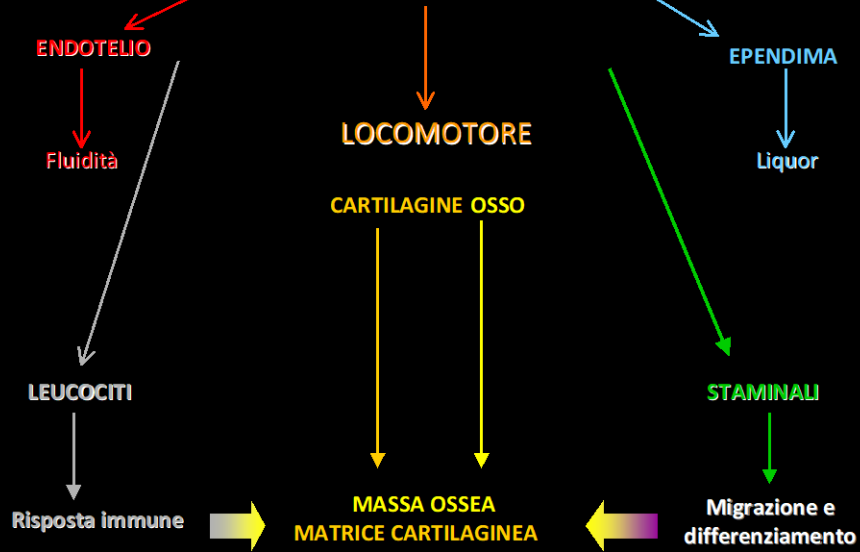 ENDOTELIO
EPENDIMA
LOCOMOTORE
Fluidità
Liquor
CARTILAGINE OSSO
LEUCOCITI
STAMINALI
Risposta immune
MASSA OSSEA
MATRICE CARTILAGINEA
Migrazione e
differenziamento